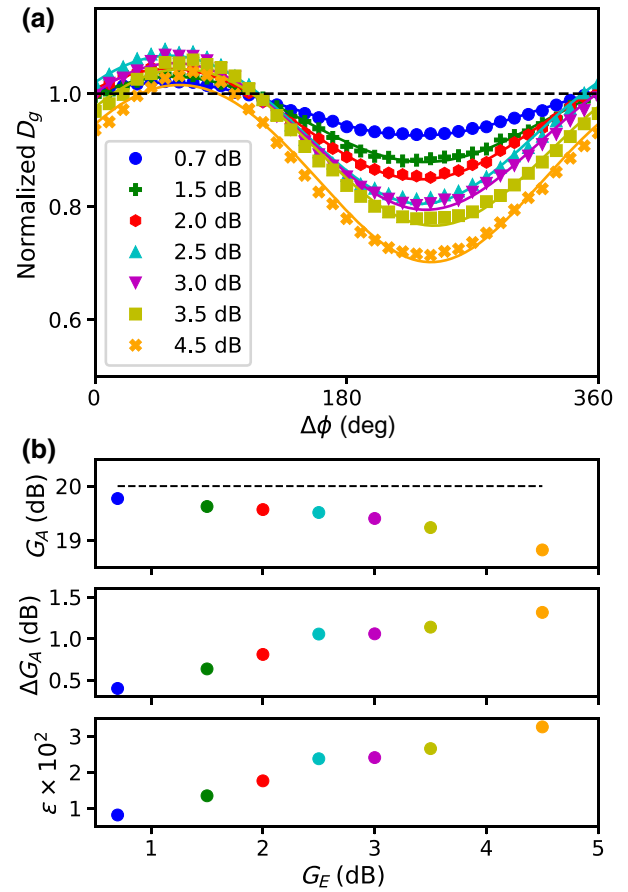 (a)
Normalized D_g
1.0
0.8
0.6
0.7 dB
1.5 dB
2.0 dB
2.5 dB
3.0 dB
3.5 dB
4.5 dB
0 180 360
Δϕ (deg)
(b)
G_A (dB)
20
19
ΔG_A (dB)
1.5
1.0
0.5
ε × 10²
3
2
1
1 2 3 4 5
G_E (dB)